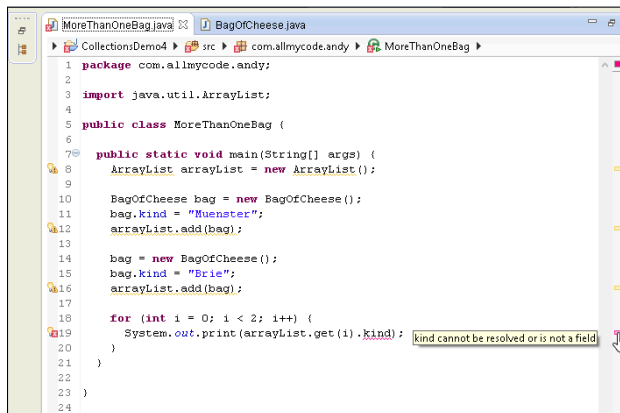 MoreThanOneBag.java BagOfCheese.java
CollectionsDemo4 src com.allmycode.andy MoreThanOneBag
1 package com.allmycode.andy;
2
3 import java.util.ArrayList;
4
5 public class MoreThanOneBag {
6
7 public static void main(String[] args) {
8 ArrayList arrayList = new ArrayList();
9
10 BagOfCheese bag = new BagOfCheese();
11 bag.kind = "Muenster";
12 arrayList.add(bag);
13
14 bag = new BagOfCheese();
15 bag.kind = "Brie";
16 arrayList.add(bag);
17
18 for (int i = 0; i < 2; i++) {
19 System.out.print(arrayList.get(i).kind); kind cannot be resolved or is not a field
20 }
21 }
22
23 }
24